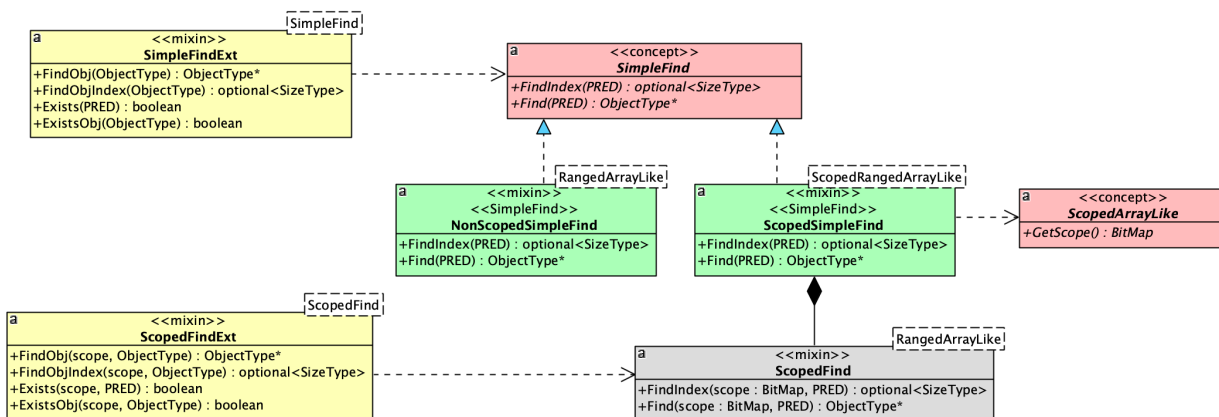 SimpleFind
a
<<mixin>>
SimpleFindExt
+FindObj(ObjectType) : ObjectType*
+FindObjIndex(ObjectType) : optional<SizeType>
+Exists(PRED) : boolean
+ExistsObj(ObjectType) : boolean
a
<<concept>>
SimpleFind
+FindIndex(PRED) : optional<SizeType>
+Find(PRED) : ObjectType*
RangedArrayLike
a
<<mixin>>
<<SimpleFind>>
NonScopedSimpleFind
+FindIndex(PRED) : optional<SizeType>
+Find(PRED) : ObjectType*
ScopedRangedArrayLike
a
<<mixin>>
<<SimpleFind>>
ScopedSimpleFind
+FindIndex(PRED) : optional<SizeType>
+Find(PRED) : ObjectType*
a
<<concept>>
ScopedArrayLike
+GetScope() : BitMap
ScopedFind
a
<<mixin>>
ScopedFindExt
+FindObj(scope, ObjectType) : ObjectType*
+FindObjIndex(scope, ObjectType) : optional<SizeType>
+Exists(scope, PRED) : boolean
+ExistsObj(scope, ObjectType) : boolean
RangedArrayLike
a
<<mixin>>
ScopedFind
+FindIndex(scope : BitMap, PRED) : optional<SizeType>
+Find(scope : BitMap, PRED) : ObjectType*